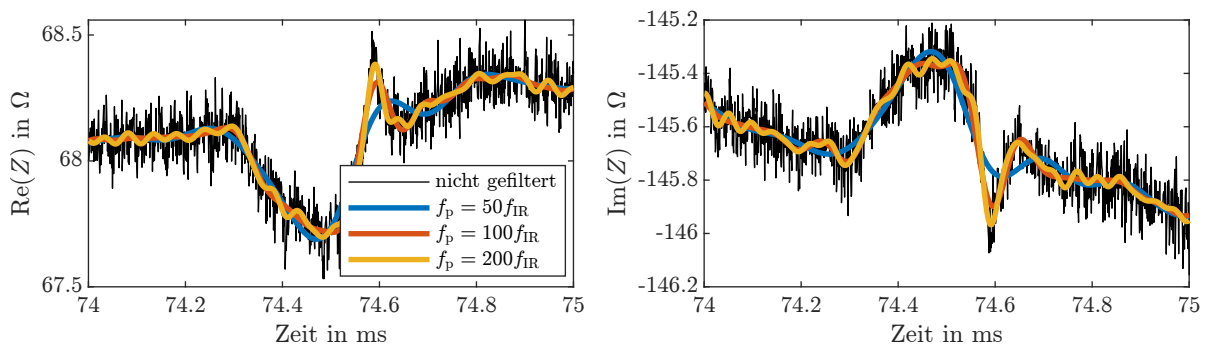 68.5
68
67.5
Re(Z) in Ω
74
74.2
74.4
74.6
74.8
75
Zeit in ms
nicht gefiltert
f_p = 50f_IR
f_p = 100f_IR
f_p = 200f_IR
-145.2
-145.4
-145.6
-145.8
-146
-146.2
Im(Z) in Ω
74
74.2
74.4
74.6
74.8
75
Zeit in ms